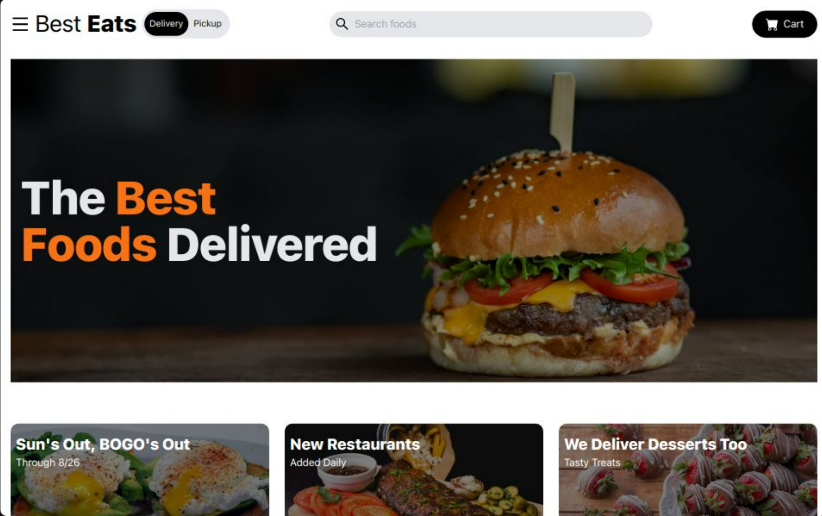 Best Eats Delivery Pickup Search foods Cart
The Best
Foods Delivered
Sun's Out, BOGO's Out
Through 8/26
New Restaurants
Added Daily
We Deliver Desserts Too
Tasty Treats